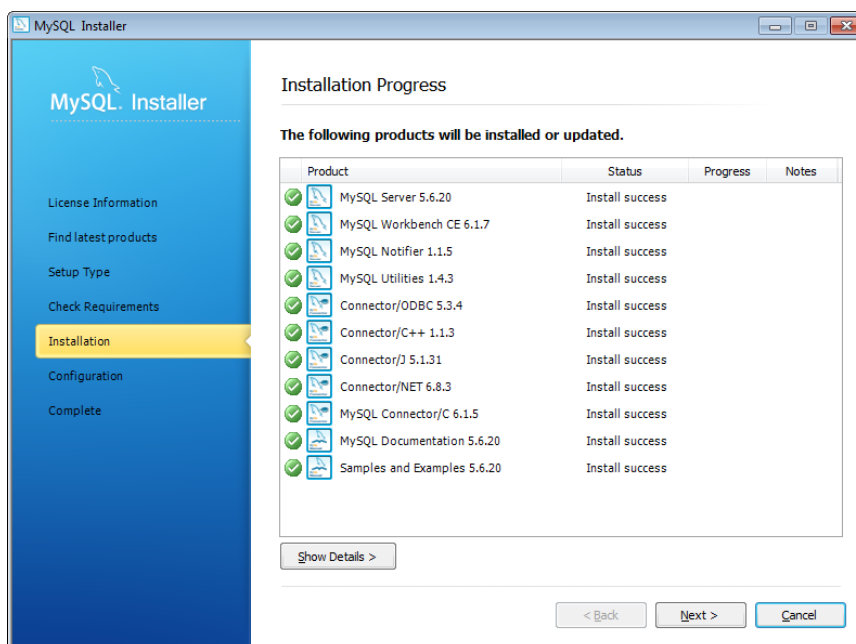 MySQL Installer
MySQL. Installer
License Information
Find latest products
Setup Type
Check Requirements
Installation
Configuration
Complete
Installation Progress
The following products will be installed or updated.
Product Status Progress Notes
MySQL Server 5.6.20 Install success
MySQL Workbench CE 6.1.7 Install success
MySQL Notifier 1.1.5 Install success
MySQL Utilities 1.4.3 Install success
Connector/ODBC 5.3.4 Install success
Connector/C++ 1.1.3 Install success
Connector/J 5.1.31 Install success
Connector/NET 6.8.3 Install success
MySQL Connector/C 6.1.5 Install success
MySQL Documentation 5.6.20 Install success
Samples and Examples 5.6.20 Install success
Show Details >
< Back Next > Cancel